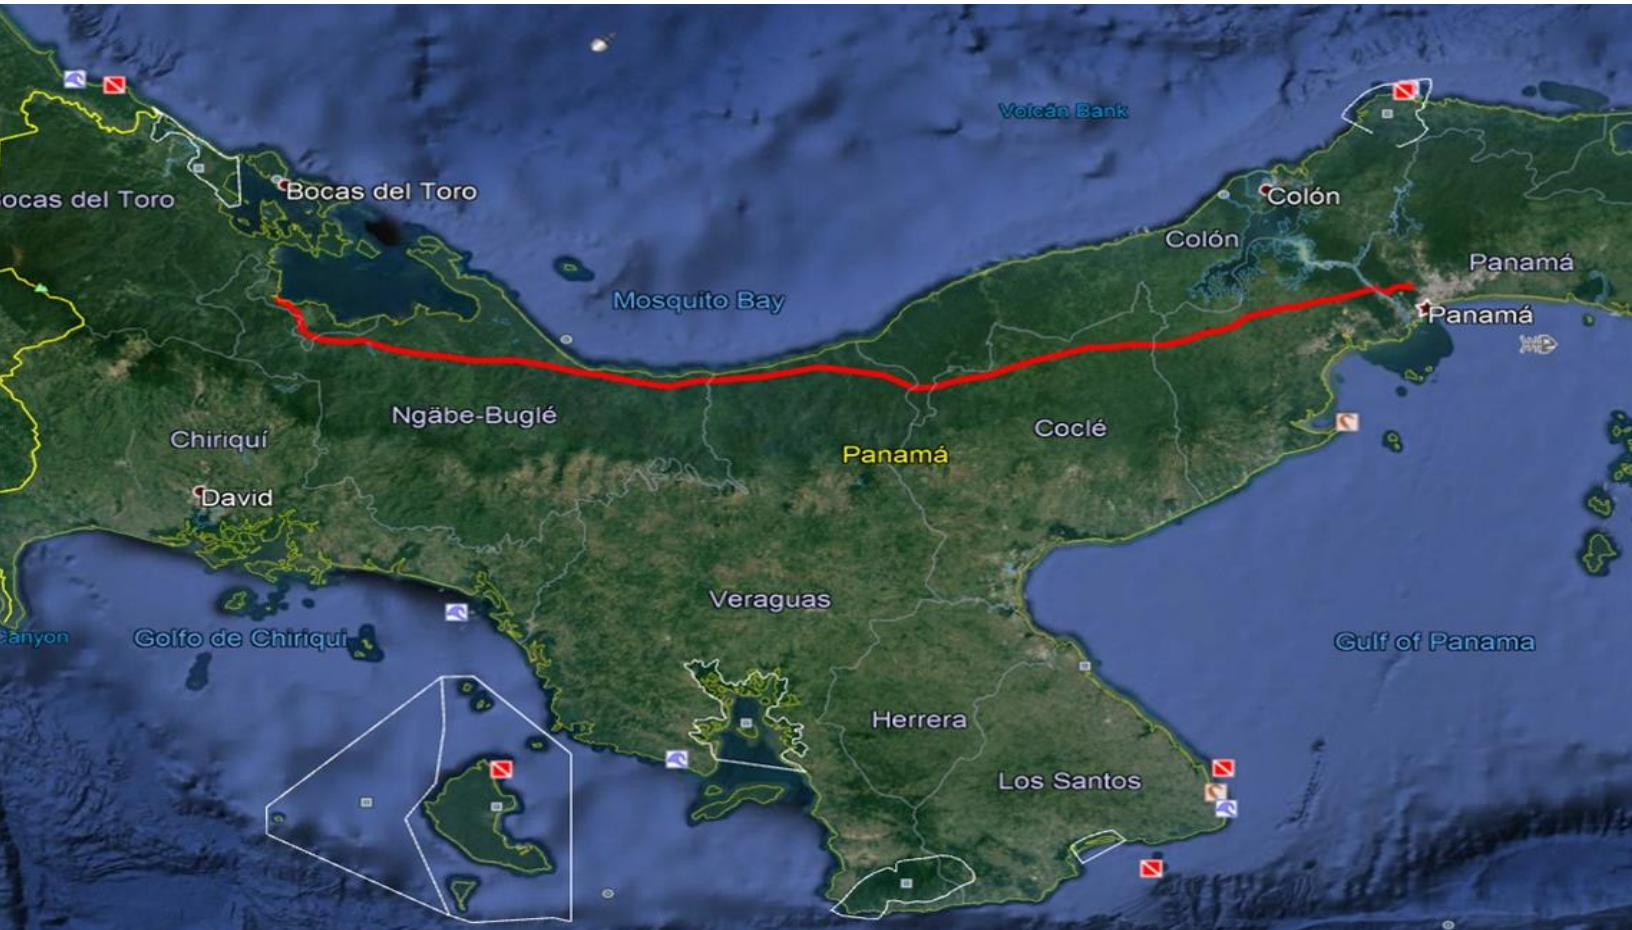 Volcán Bank
Bocas del Toro
ocas del Toro
Colón
Colón
Panamá
Mosquito Bay
Panamá
Ngäbe-Buglé
Coclé
Chiriquí
Panamá
David
Veraguas
Canyon
Golfo de Chiriqui
Gulf of Panama
Herrera
Los Santos